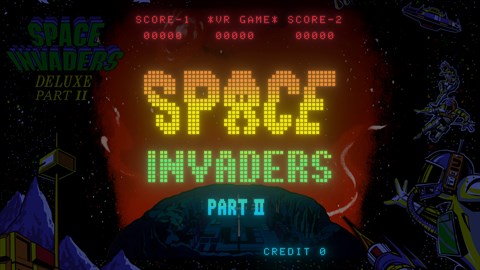 SCORE-1 *VR GAME* SCORE-2
00000 00000 00000
SPACE
INVADERS
DELUXE
PART II
SPACE
INVADERS
PART II
CREDIT 0